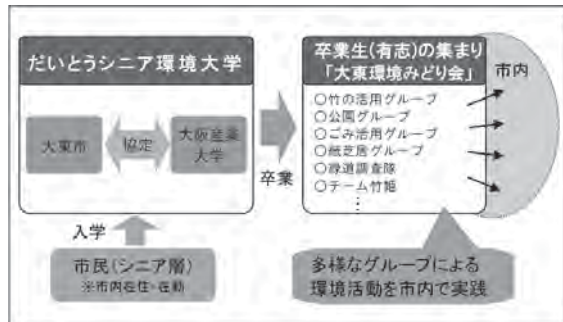 だいとうシニア環境大学
大東市
協定
大阪産業
大学
入学
市民(シニア層)
※市内在住・在勤
卒業
卒業生(有志)の集まり
「大東環境みどり会」
○竹の活用グループ
○公園グループ
○ごみ活用グループ
○紙芝居グループ
○緑道調査隊
○チーム竹姫
⋮
市内
多様なグループによる
環境活動を市内で実践